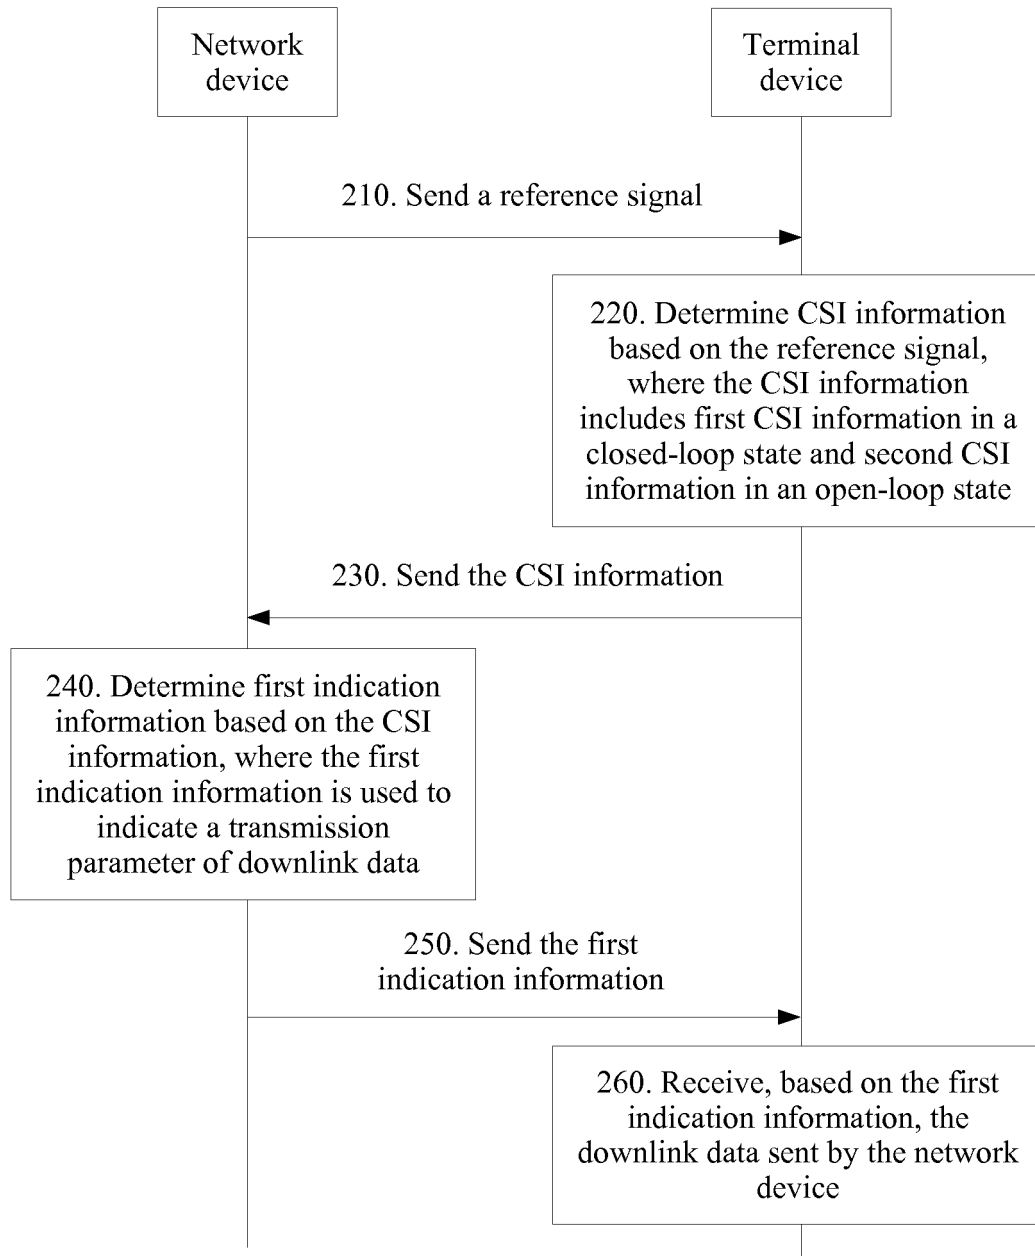 Network
device
Terminal
device
210. Send a reference signal
220. Determine CSI information
based on the reference signal,
where the CSI information
includes first CSI information in a
closed-loop state and second CSI
information in an open-loop state
230. Send the CSI information
240. Determine first indication
information based on the CSI
information, where the first
indication information is used to
indicate a transmission
parameter of downlink data
250. Send the first
indication information
260. Receive, based on the first
indication information, the
downlink data sent by the network
device